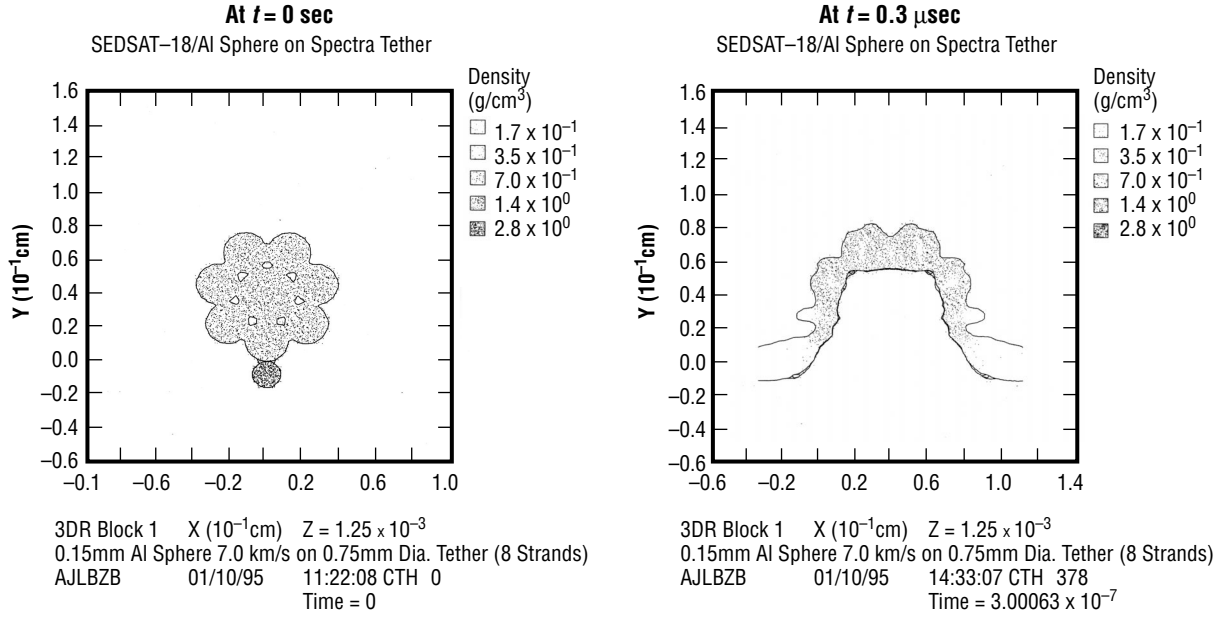 At t = 0 sec
SEDSAT–18/Al Sphere on Spectra Tether
Density
(g/cm³)
1.7 x 10⁻¹
3.5 x 10⁻¹
7.0 x 10⁻¹
1.4 x 10⁰
2.8 x 10⁰
Y (10⁻¹cm)
1.6
1.4
1.2
1.0
0.8
0.6
0.4
0.2
0.0
–0.2
–0.4
–0.6
–0.1 –0.6 –0.2 0.2 0.6 1.0
3DR Block 1 X (10⁻¹cm) Z = 1.25 x 10⁻³
0.15mm Al Sphere 7.0 km/s on 0.75mm Dia. Tether (8 Strands)
AJLBZB 01/10/95 11:22:08 CTH 0
Time = 0
At t = 0.3 μsec
SEDSAT–18/Al Sphere on Spectra Tether
Density
(g/cm³)
1.7 x 10⁻¹
3.5 x 10⁻¹
7.0 x 10⁻¹
1.4 x 10⁰
2.8 x 10⁰
Y (10⁻¹cm)
1.6
1.4
1.2
1.0
0.8
0.6
0.4
0.2
0.0
–0.2
–0.4
–0.6
–0.6 –0.2 0.2 0.6 1.0 1.4
3DR Block 1 X (10⁻¹cm) Z = 1.25 x 10⁻³
0.15mm Al Sphere 7.0 km/s on 0.75mm Dia. Tether (8 Strands)
AJLBZB 01/10/95 14:33:07 CTH 378
Time = 3.00063 x 10⁻⁷